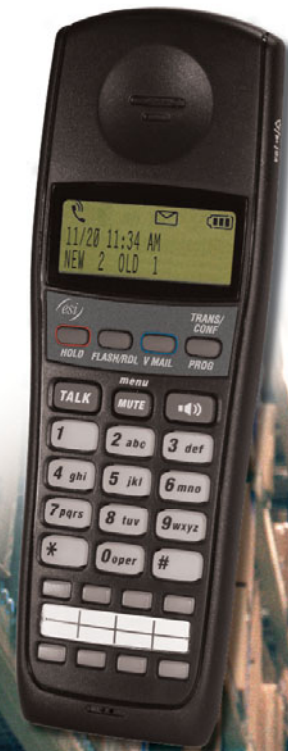 11/20 11:34 AM
NEW 2 OLD 1
esi
TRANS/
CONF
HOLD FLASH/RDL V MAIL PROG
menu
TALK MUTE
1 2 abc 3 def
4 ghi 5 jkl 6 mno
7 pqrs 8 tuv 9 wxyz
* 0 oper #